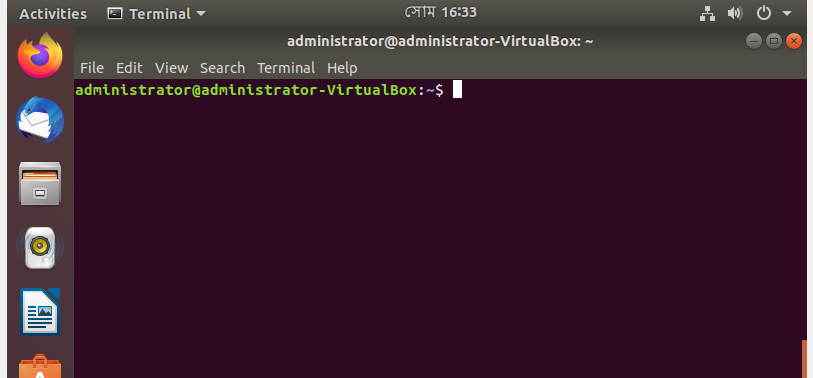 Activities Terminal সোম 16:33
administrator@administrator-VirtualBox: ~
File Edit View Search Terminal Help
administrator@administrator-VirtualBox:~$